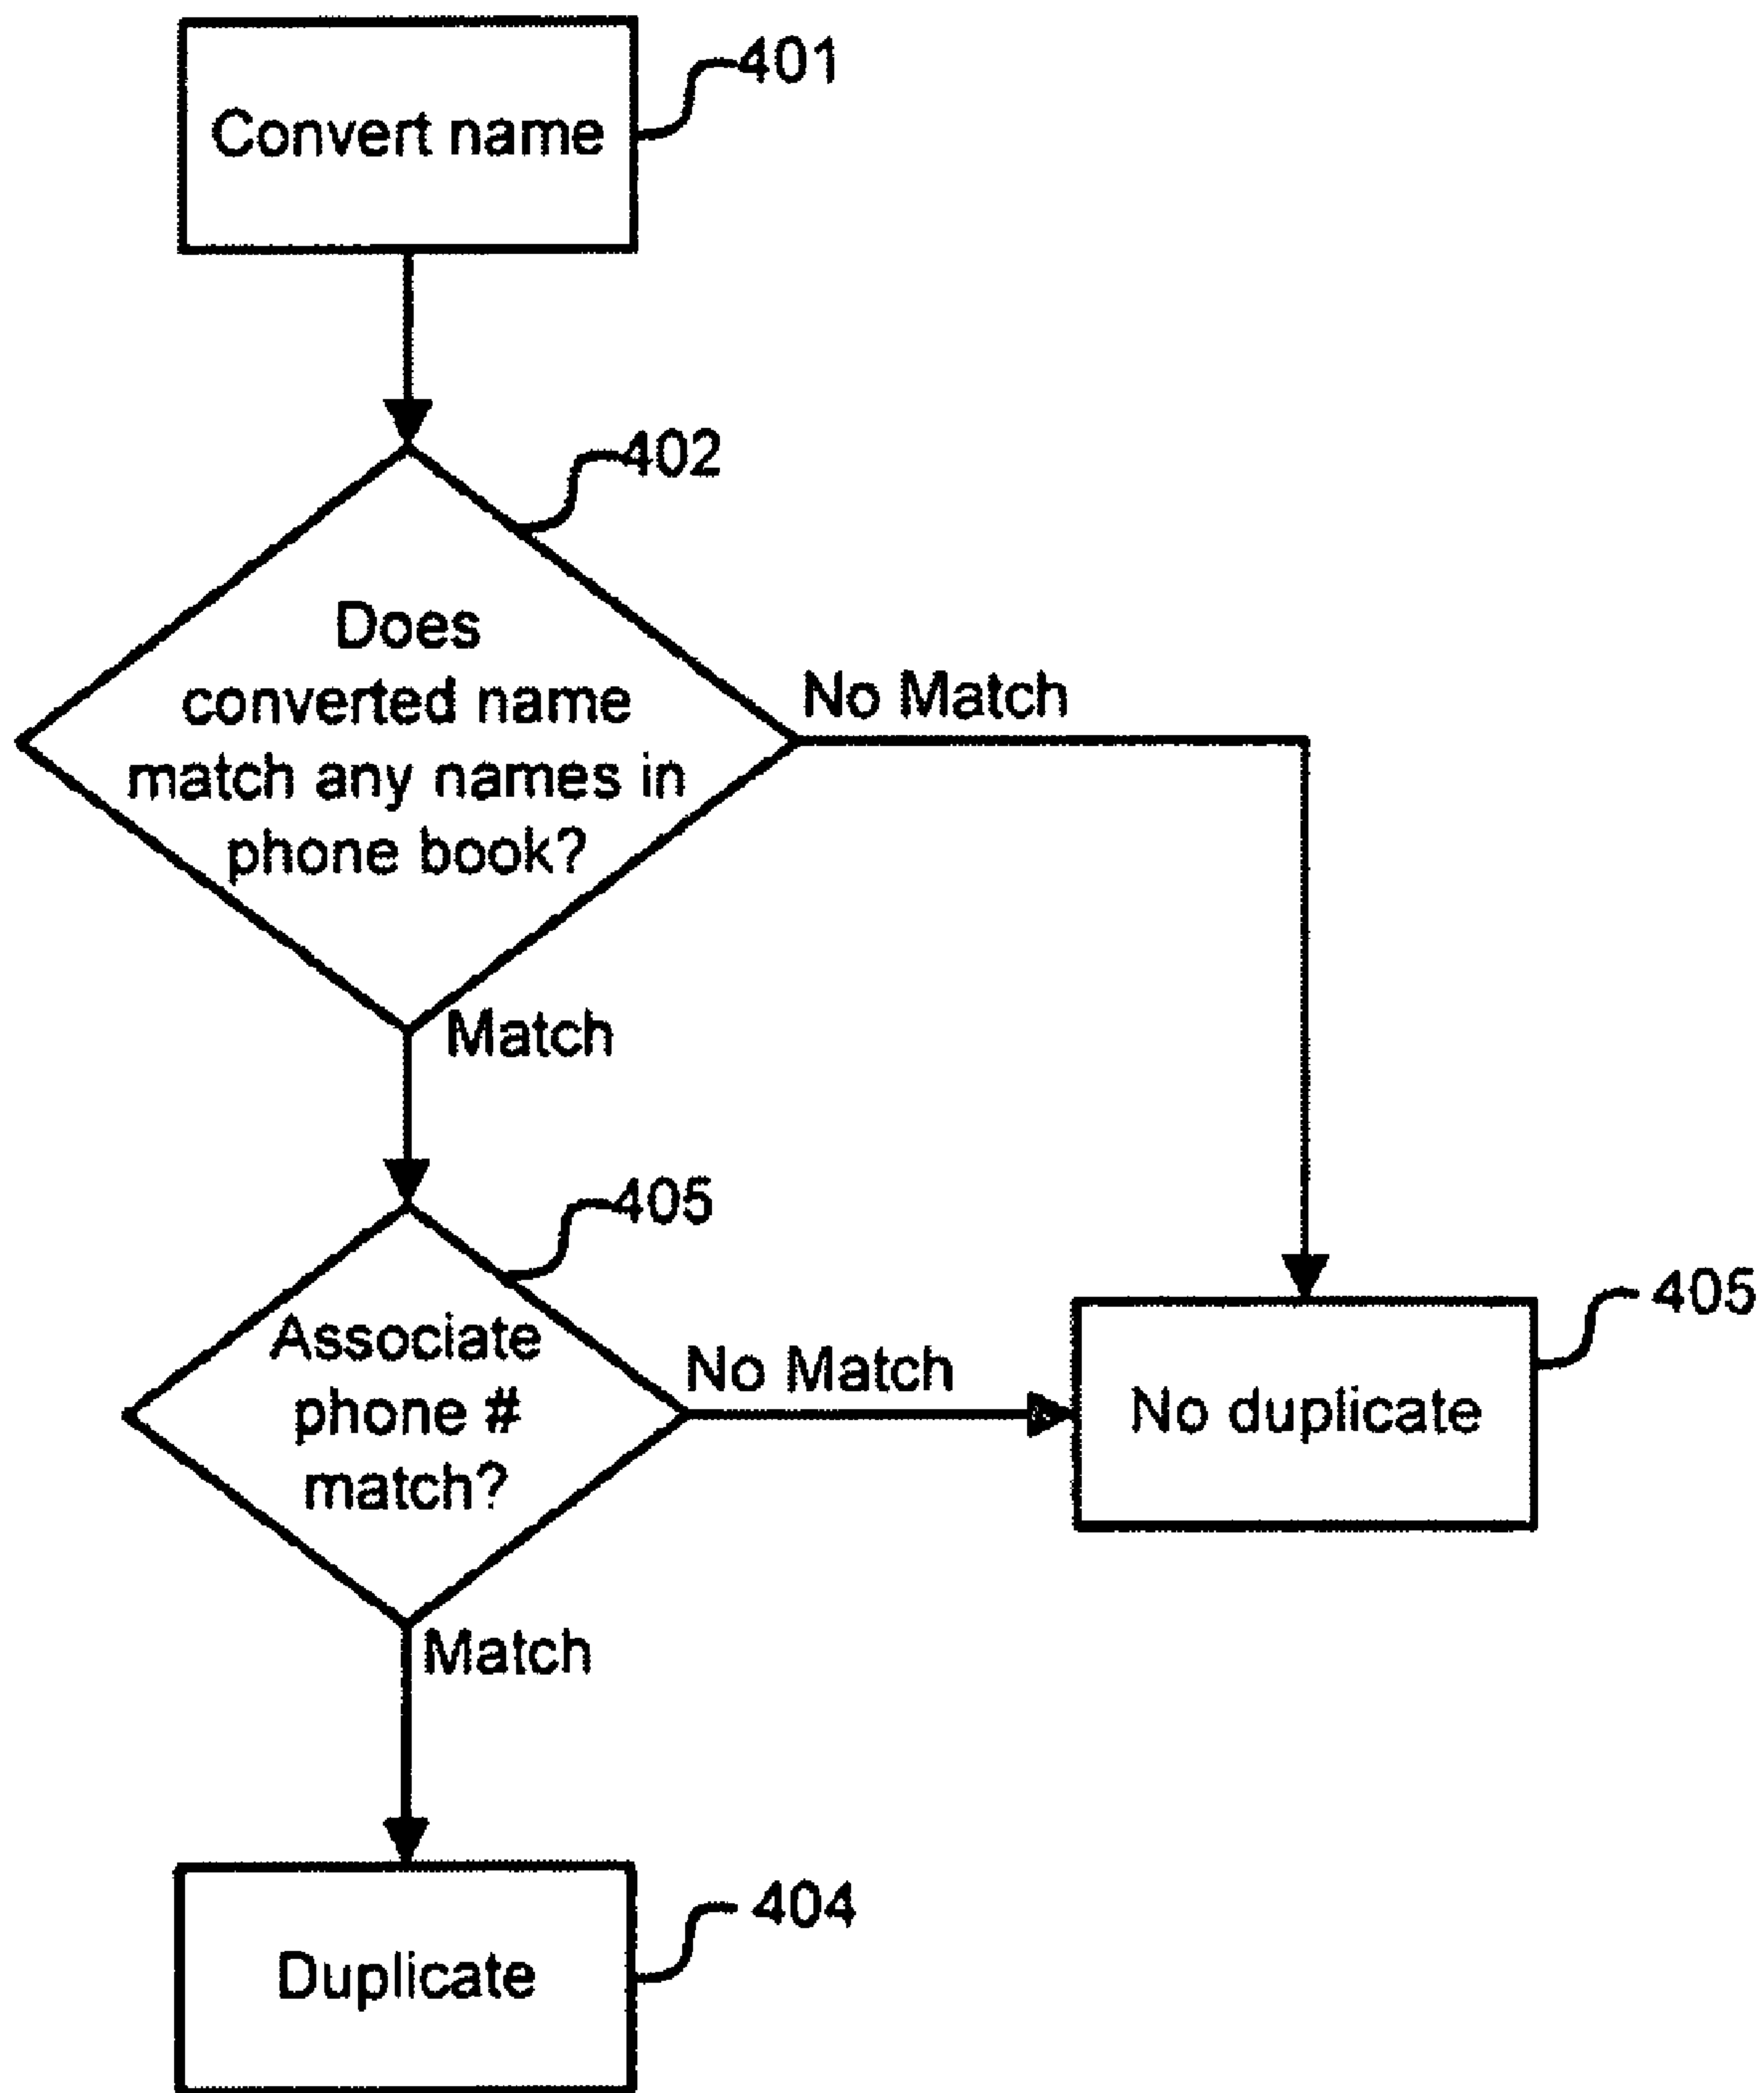 401
Convert name
402
Does
converted name
match any names in
phone book?
No Match
Match
405
Associate
phone #
match?
No Match
405
No duplicate
Match
404
Duplicate